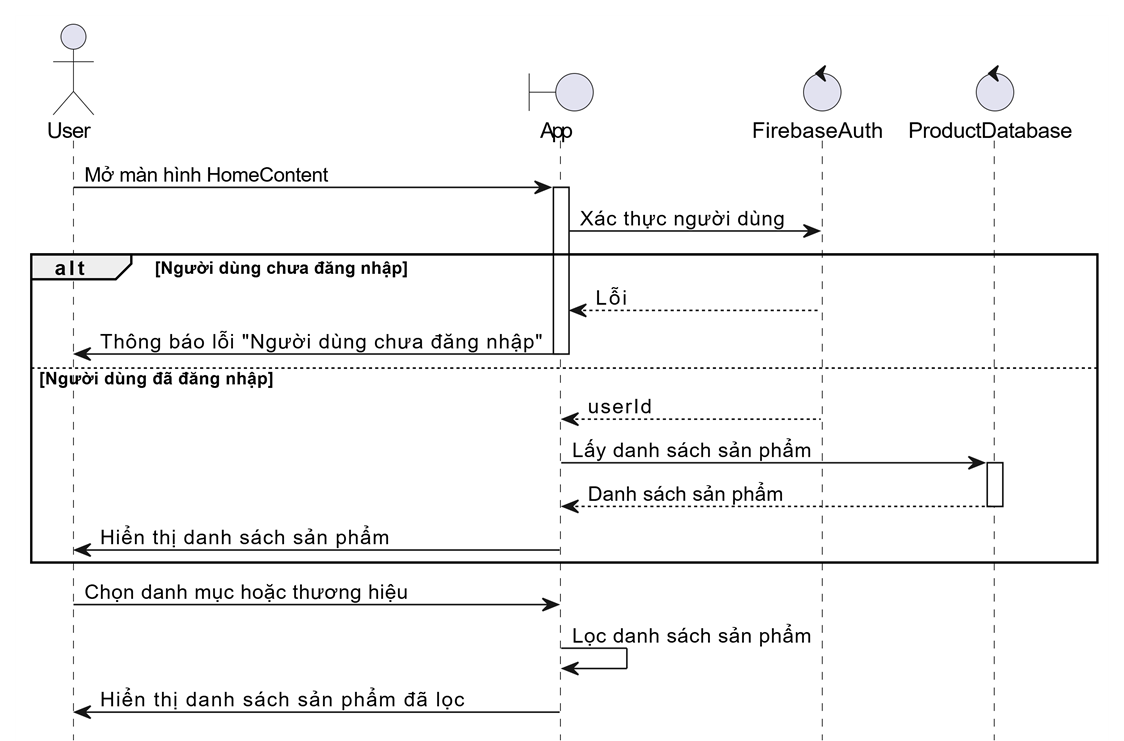 User
App
FirebaseAuth
ProductDatabase
Mở màn hình HomeContent
Xác thực người dùng
alt
[Người dùng chưa đăng nhập]
Lỗi
Thông báo lỗi "Người dùng chưa đăng nhập"
[Người dùng đã đăng nhập]
userId
Lấy danh sách sản phẩm
Danh sách sản phẩm
Hiển thị danh sách sản phẩm
Chọn danh mục hoặc thương hiệu
Lọc danh sách sản phẩm
Hiển thị danh sách sản phẩm đã lọc